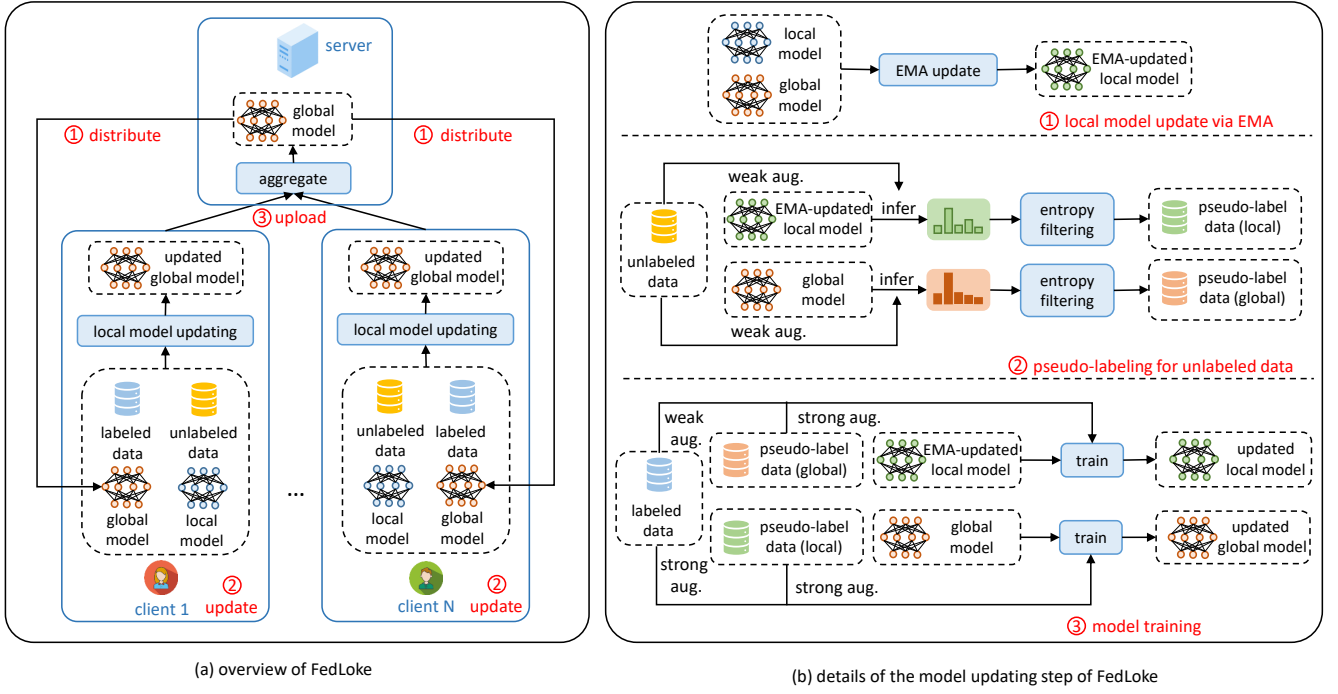 server
global
model
① distribute
① distribute
aggregate
③ upload
updated
global model
local model updating
labeled
data
unlabeled
data
global
model
local
model
② update
client 1
...
updated
global model
local model updating
unlabeled
data
labeled
data
local
model
global
model
② update
client N
(a) overview of FedLoke
local
model
global
model
EMA update
EMA-updated
local model
① local model update via EMA
weak aug.
unlabeled
data
EMA-updated
local model
infer
entropy
filtering
pseudo-label
data (local)
global
model
infer
entropy
filtering
pseudo-label
data (global)
weak aug.
② pseudo-labeling for unlabeled data
weak
aug.
strong aug.
labeled
data
pseudo-label
data (global)
EMA-updated
local model
train
updated
local model
pseudo-label
data (local)
global
model
train
updated
global model
strong
aug.
strong aug.
③ model training
(b) details of the model updating step of FedLoke